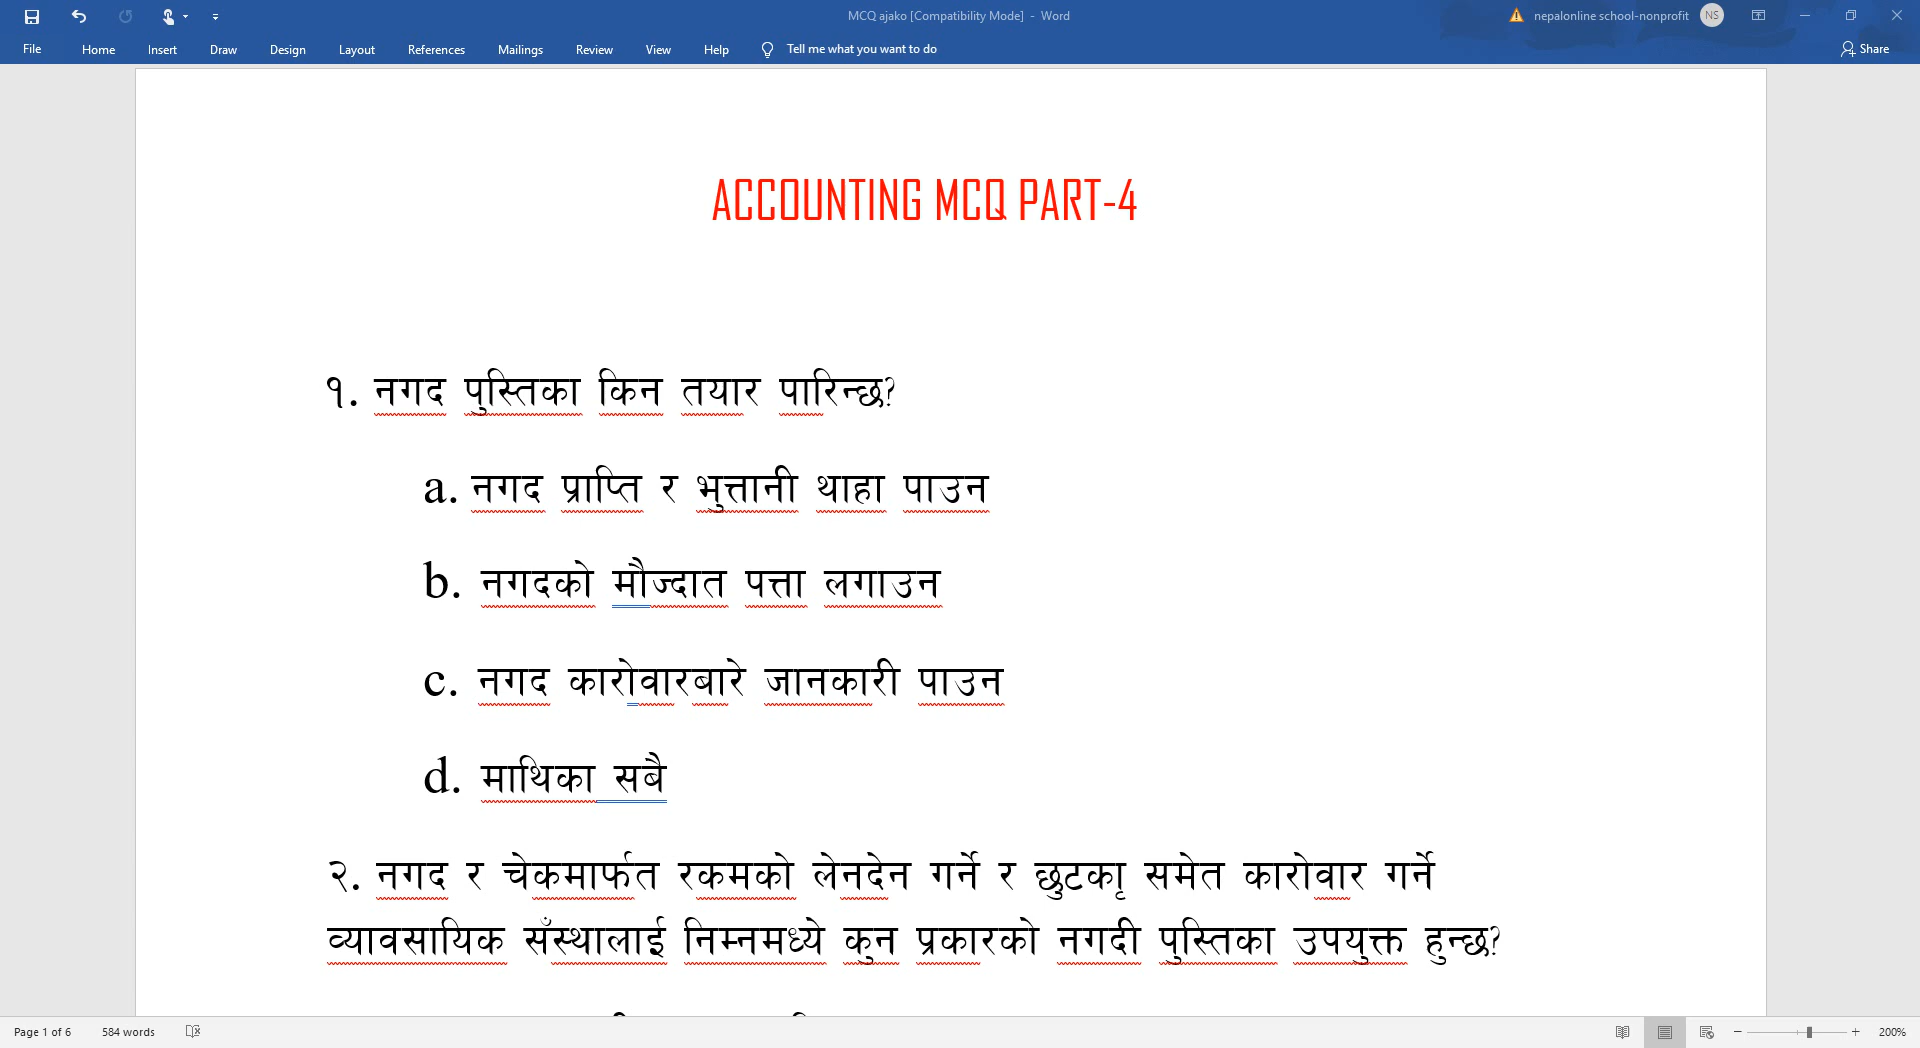 MCQ ajako [Compatibility Mode] - Word
nepalonline school-nonprofit NS
File Home Insert Draw Design Layout References Mailings Review View Help Tell me what you want to do Share
ACCOUNTING MCQ PART-4
१. नगद पुस्तिका किन तयार पारिन्छ?
a. नगद प्राप्ति र भुत्तानी थाहा पाउन
b. नगदको मौज्दात पत्ता लगाउन
c. नगद कारोवारबारे जानकारी पाउन
d. माथिका सबै
२. नगद र चेकमार्फत रकमको लेनदेन गर्ने र छुटकाृ समेत कारोवार गर्ने
व्यावसायिक सँस्थालाई निम्नमध्ये कुन प्रकारको नगदी पुस्तिका उपयुक्त हुन्छ?
Page 1 of 6 584 words 200%